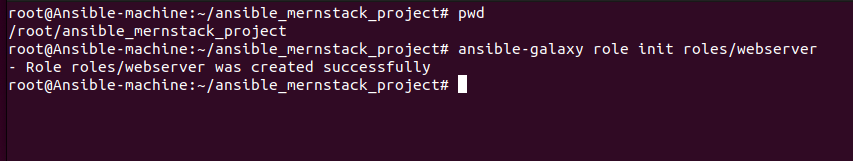 root@Ansible-machine:~/ansible_mernstack_project# pwd
/root/ansible_mernstack_project
root@Ansible-machine:~/ansible_mernstack_project# ansible-galaxy role init roles/webserver
- Role roles/webserver was created successfully
root@Ansible-machine:~/ansible_mernstack_project#